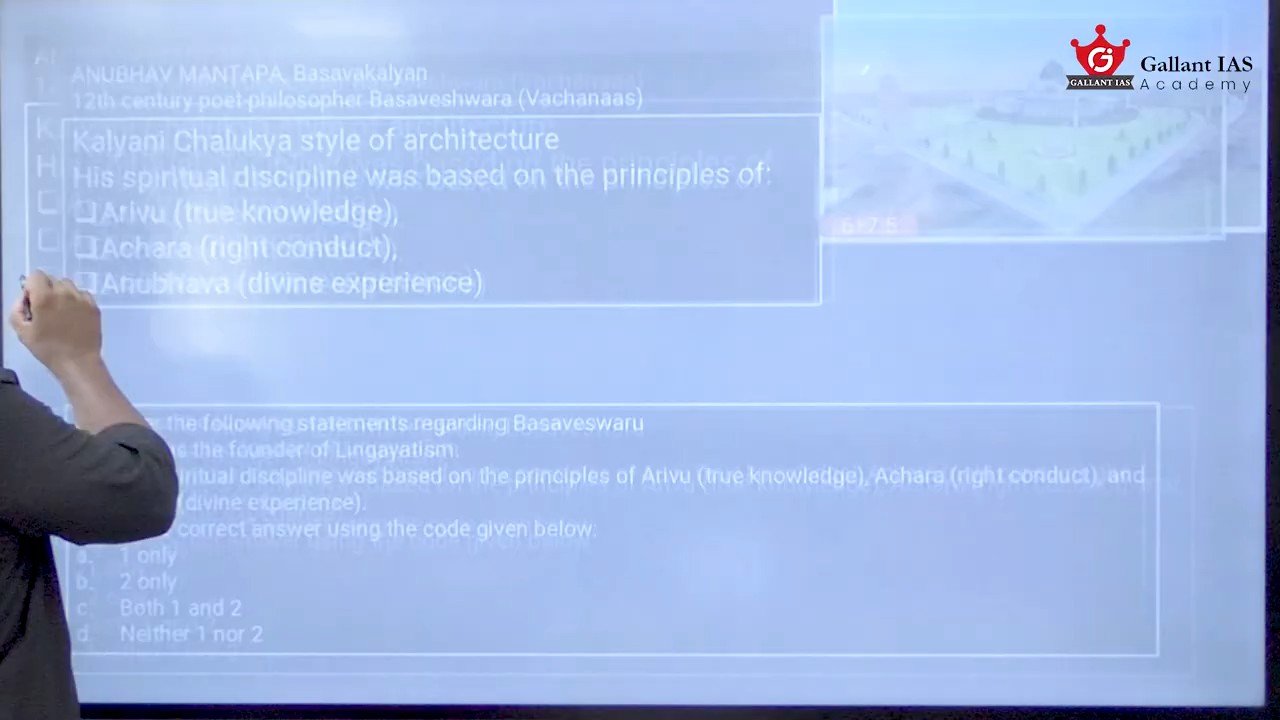 GALLANT IAS
Gallant IAS
Academy
ANUBHAV MANTAPA, Basavakalyan
12th century poet-philosopher Basaveshwara (Vachanaas)
Kalyani Chalukya style of architecture
His spiritual discipline was based on the principles of:
❑Arivu (true knowledge),
❑Achara (right conduct),
❑Anubhava (divine experience)
the following statements regarding Basaveswaru
the founder of Lingayatism.
discipline was based on the principles of Arivu (true knowledge), Achara (right conduct), and
(divine experience).
correct answer using the code given below:
a. 1 only
b. 2 only
c. Both 1 and 2
d. Neither 1 nor 2